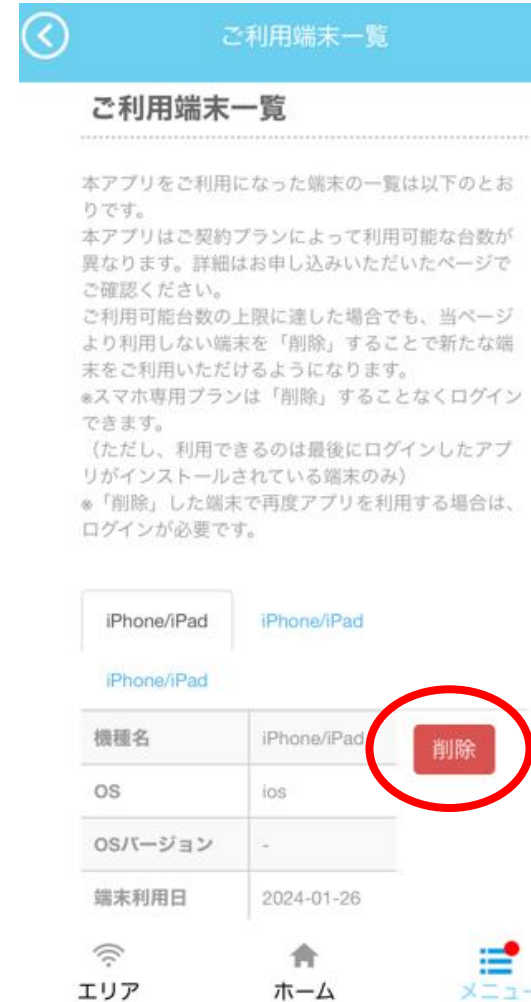 ご利用端末一覧
ご利用端末一覧
本アプリをご利用になった端末の一覧は以下のとお
りです。
本アプリはご契約プランによって利用可能な台数が
異なります。詳細はお申し込みいただいたページで
ご確認ください。
ご利用可能台数の上限に達した場合でも、当ページ
より利用しない端末を「削除」することで新たな端
末をご利用いただけるようになります。
※スマホ専用プランは「削除」することなくログイン
できます。
（ただし、利用できるのは最後にログインしたアプ
リがインストールされている端末のみ）
※「削除」した端末で再度アプリを利用する場合は、
ログインが必要です。
iPhone/iPad iPhone/iPad
iPhone/iPad
機種名 iPhone/iPad 削除
OS ios
OSバージョン -
端末利用日 2024-01-26
エリア ホーム メニュー